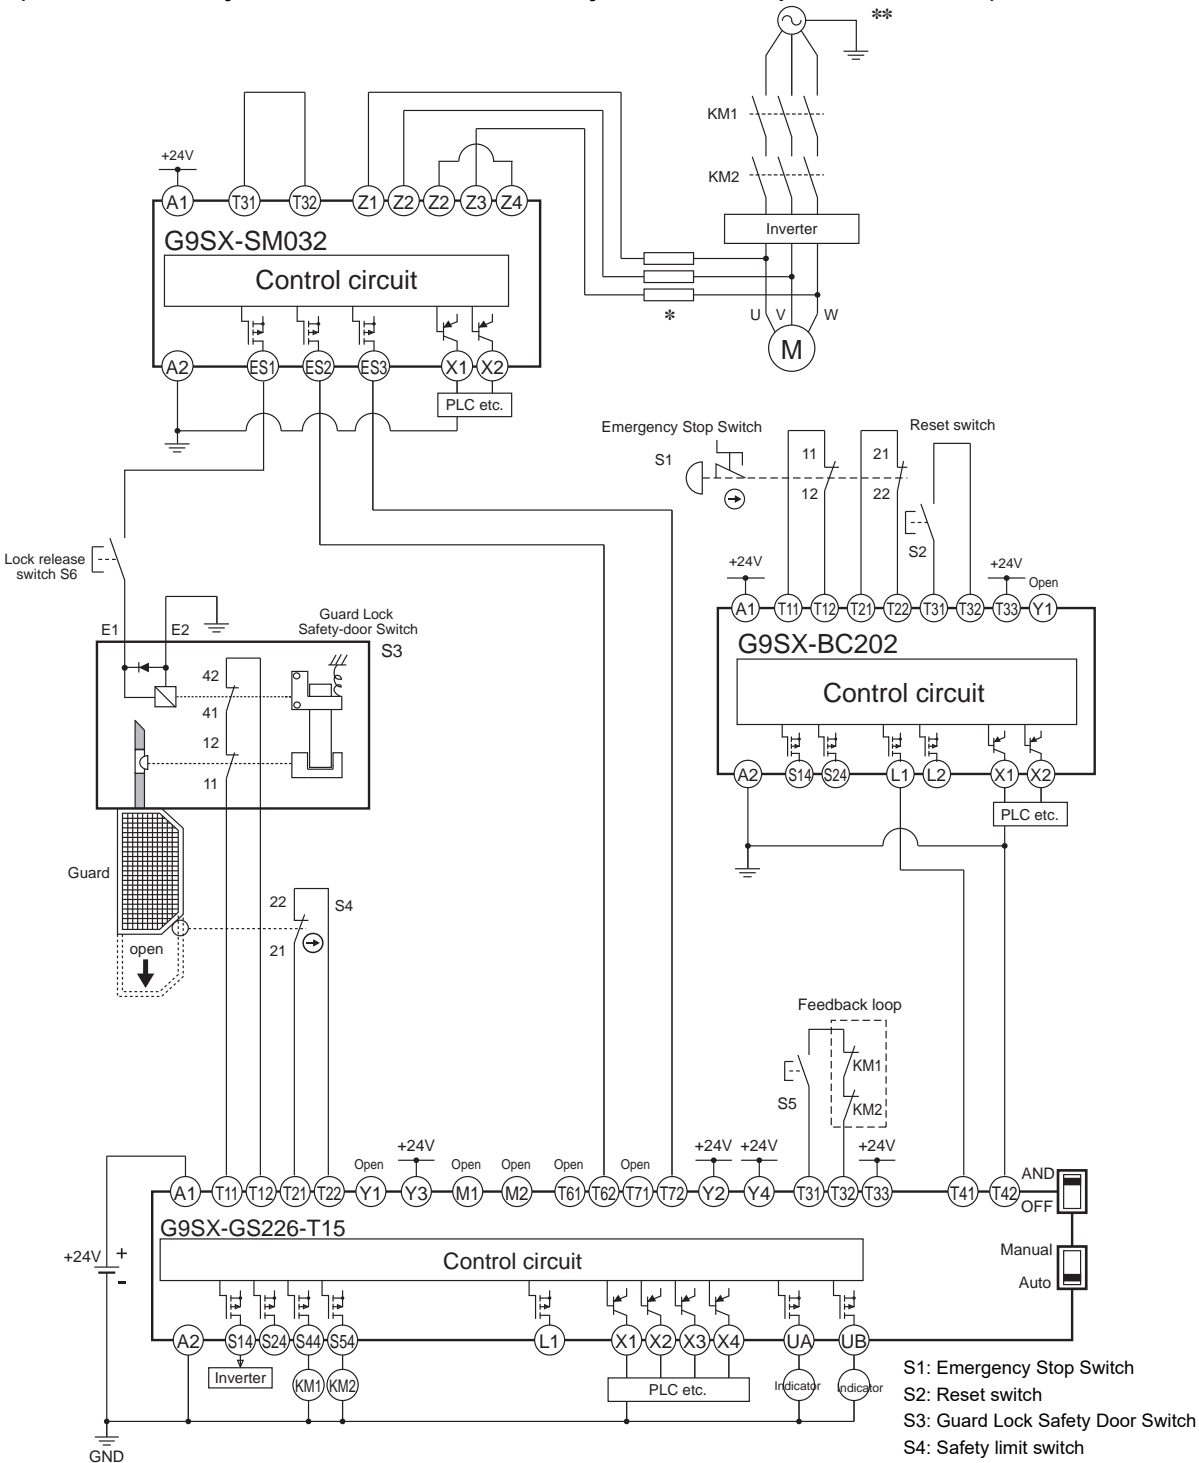 **
KM1
KM2
Inverter
U V W
M
*
+24V
A1 T31 T32 Z1 Z2 Z2 Z3 Z4
G9SX-SM032
Control circuit
A2 ES1 ES2 ES3 X1 X2
PLC etc.
Emergency Stop Switch
S1
11
12
21
22
Reset switch
S2
+24V
+24V
Open
A1 T11 T12 T21 T22 T31 T32 T33 Y1
G9SX-BC202
Control circuit
A2 S14 S24 L1 L2 X1 X2
PLC etc.
Lock release
switch S6
E1 E2
Guard Lock
Safety-door Switch
S3
42
41
12
11
Guard
open
22
21
S4
Feedback loop
KM1
KM2
S5
+24V
Open
+24V
Open
Open
Open
Open
+24V
+24V
+24V
A1 T11 T12 T21 T22 Y1 Y3 M1 M2 T61 T62 T71 T72 Y2 Y4 T31 T32 T33 T41 T42
AND
OFF
Manual
Auto
G9SX-GS226-T15
Control circuit
+24V
+
-
A2 S14 S24 S44 S54 L1 X1 X2 X3 X4 UA UB
Inverter
KM1
KM2
PLC etc.
Indicator
Indicator
GND
S1: Emergency Stop Switch
S2: Reset switch
S3: Guard Lock Safety Door Switch
S4: Safety limit switch